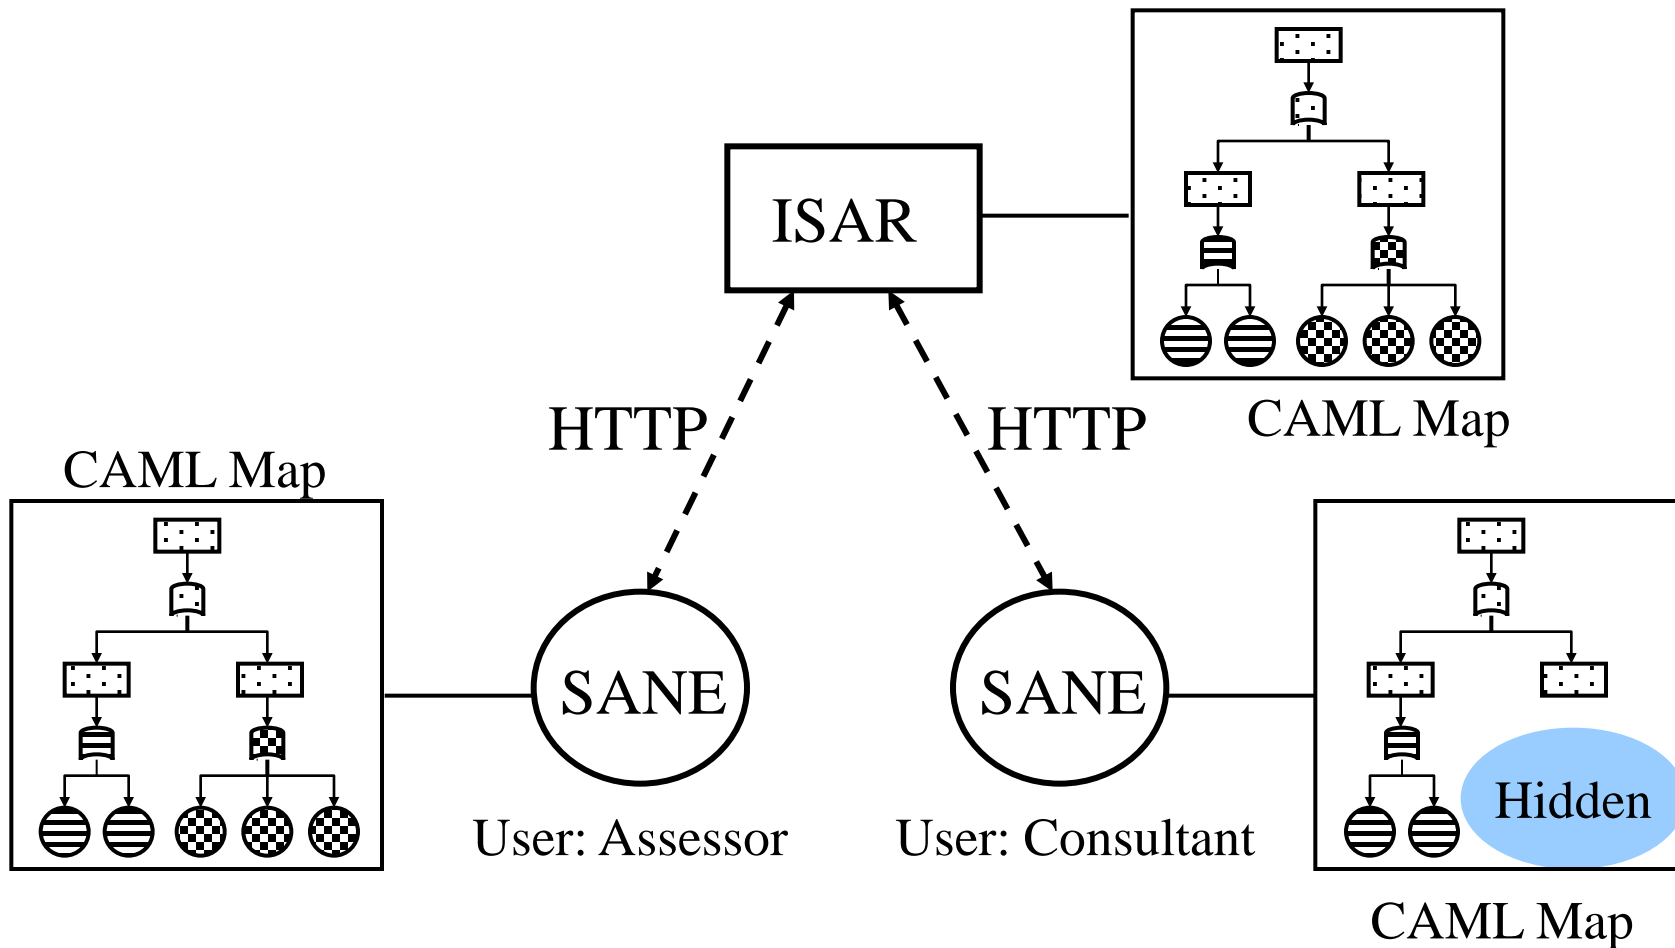 ISAR
CAML Map
HTTP
HTTP
CAML Map
SANE
User: Assessor
SANE
User: Consultant
Hidden
CAML Map